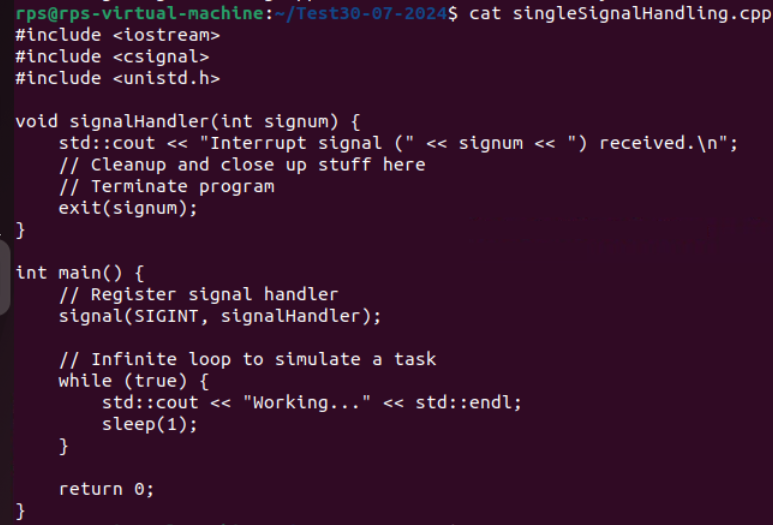 rps@rps-virtual-machine:~/Test30-07-2024$ cat singleSignalHandling.cpp
#include <iostream>
#include <csignal>
#include <unistd.h>

void signalHandler(int signum) {
    std::cout << "Interrupt signal (" << signum << ") received.\n";
    // Cleanup and close up stuff here
    // Terminate program
    exit(signum);
}

int main() {
    // Register signal handler
    signal(SIGINT, signalHandler);

    // Infinite loop to simulate a task
    while (true) {
        std::cout << "Working..." << std::endl;
        sleep(1);
    }

    return 0;
}